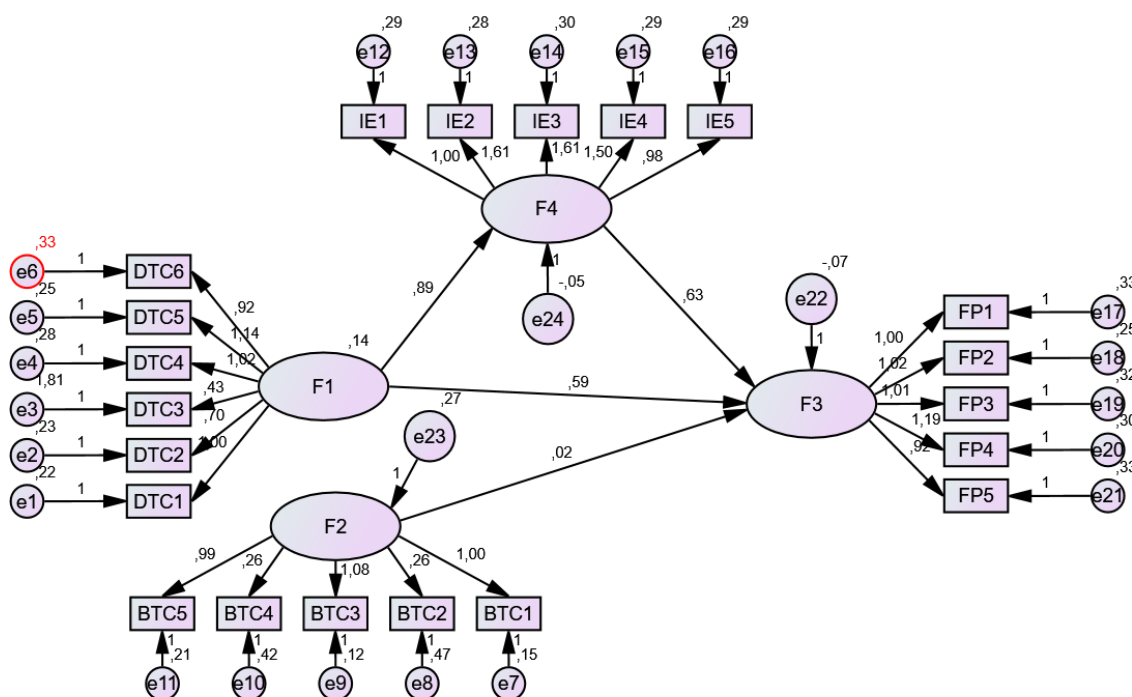 ,29 ,28 ,30 ,29 ,29
e12 e13 e14 e15 e16
1 1 1 1 1
IE1 IE2 IE3 IE4 IE5
1,00 1,61 1,61 1,50 ,98
F4
,33
e6 1 DTC6
,25
e5 1 DTC5
,28
e4 1 DTC4
1,81
e3 1 DTC3
,23
e2 1 DTC2
,22
e1 1 DTC1
,92
1,14
1,02
,43
,70
1,00
,14
F1
,89
1
-,05
e24
,63
,59
-,07
e22
1
F3
,27
e23
1
,02
F2
1,00
1,02
1,01
1,19
,92
FP1 1 e17 ,33
FP2 1 e18 ,25
FP3 1 e19 ,32
FP4 1 e20 ,30
FP5 1 e21 ,33
,99 ,26 1,08 ,26 1,00
BTC5 BTC4 BTC3 BTC2 BTC1
1 1 1 1 1
,21 ,42 ,12 ,47 ,15
e11 e10 e9 e8 e7